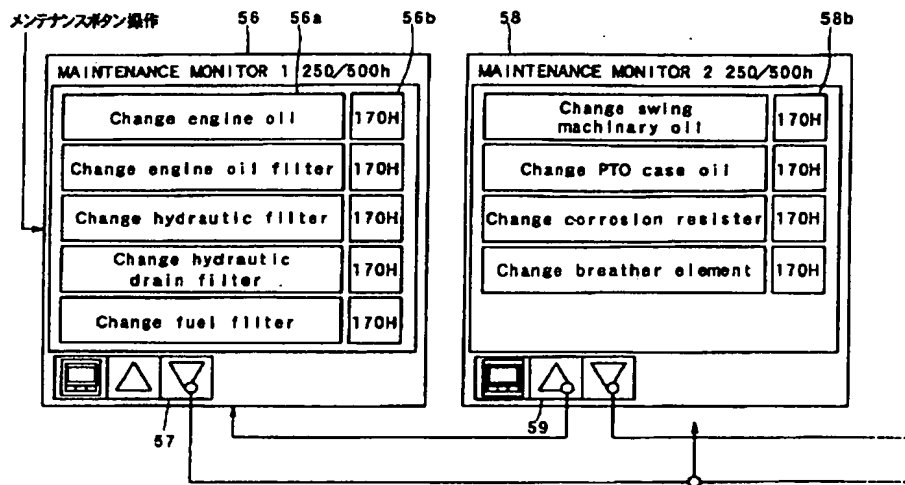 メンテナンスボタン操作
56
56a
56b
58
58b
MAINTENANCE MONITOR 1 250/500h
Change engine oil
170H
Change engine oil filter
170H
Change hydrautic filter
170H
Change hydrautic
drain filter
170H
Change fuel filter
170H
57
MAINTENANCE MONITOR 2 250/500h
Change swing
machinary oil
170H
Change PTO case oil
170H
Change corrosion resister
170H
Change breather element
170H
59